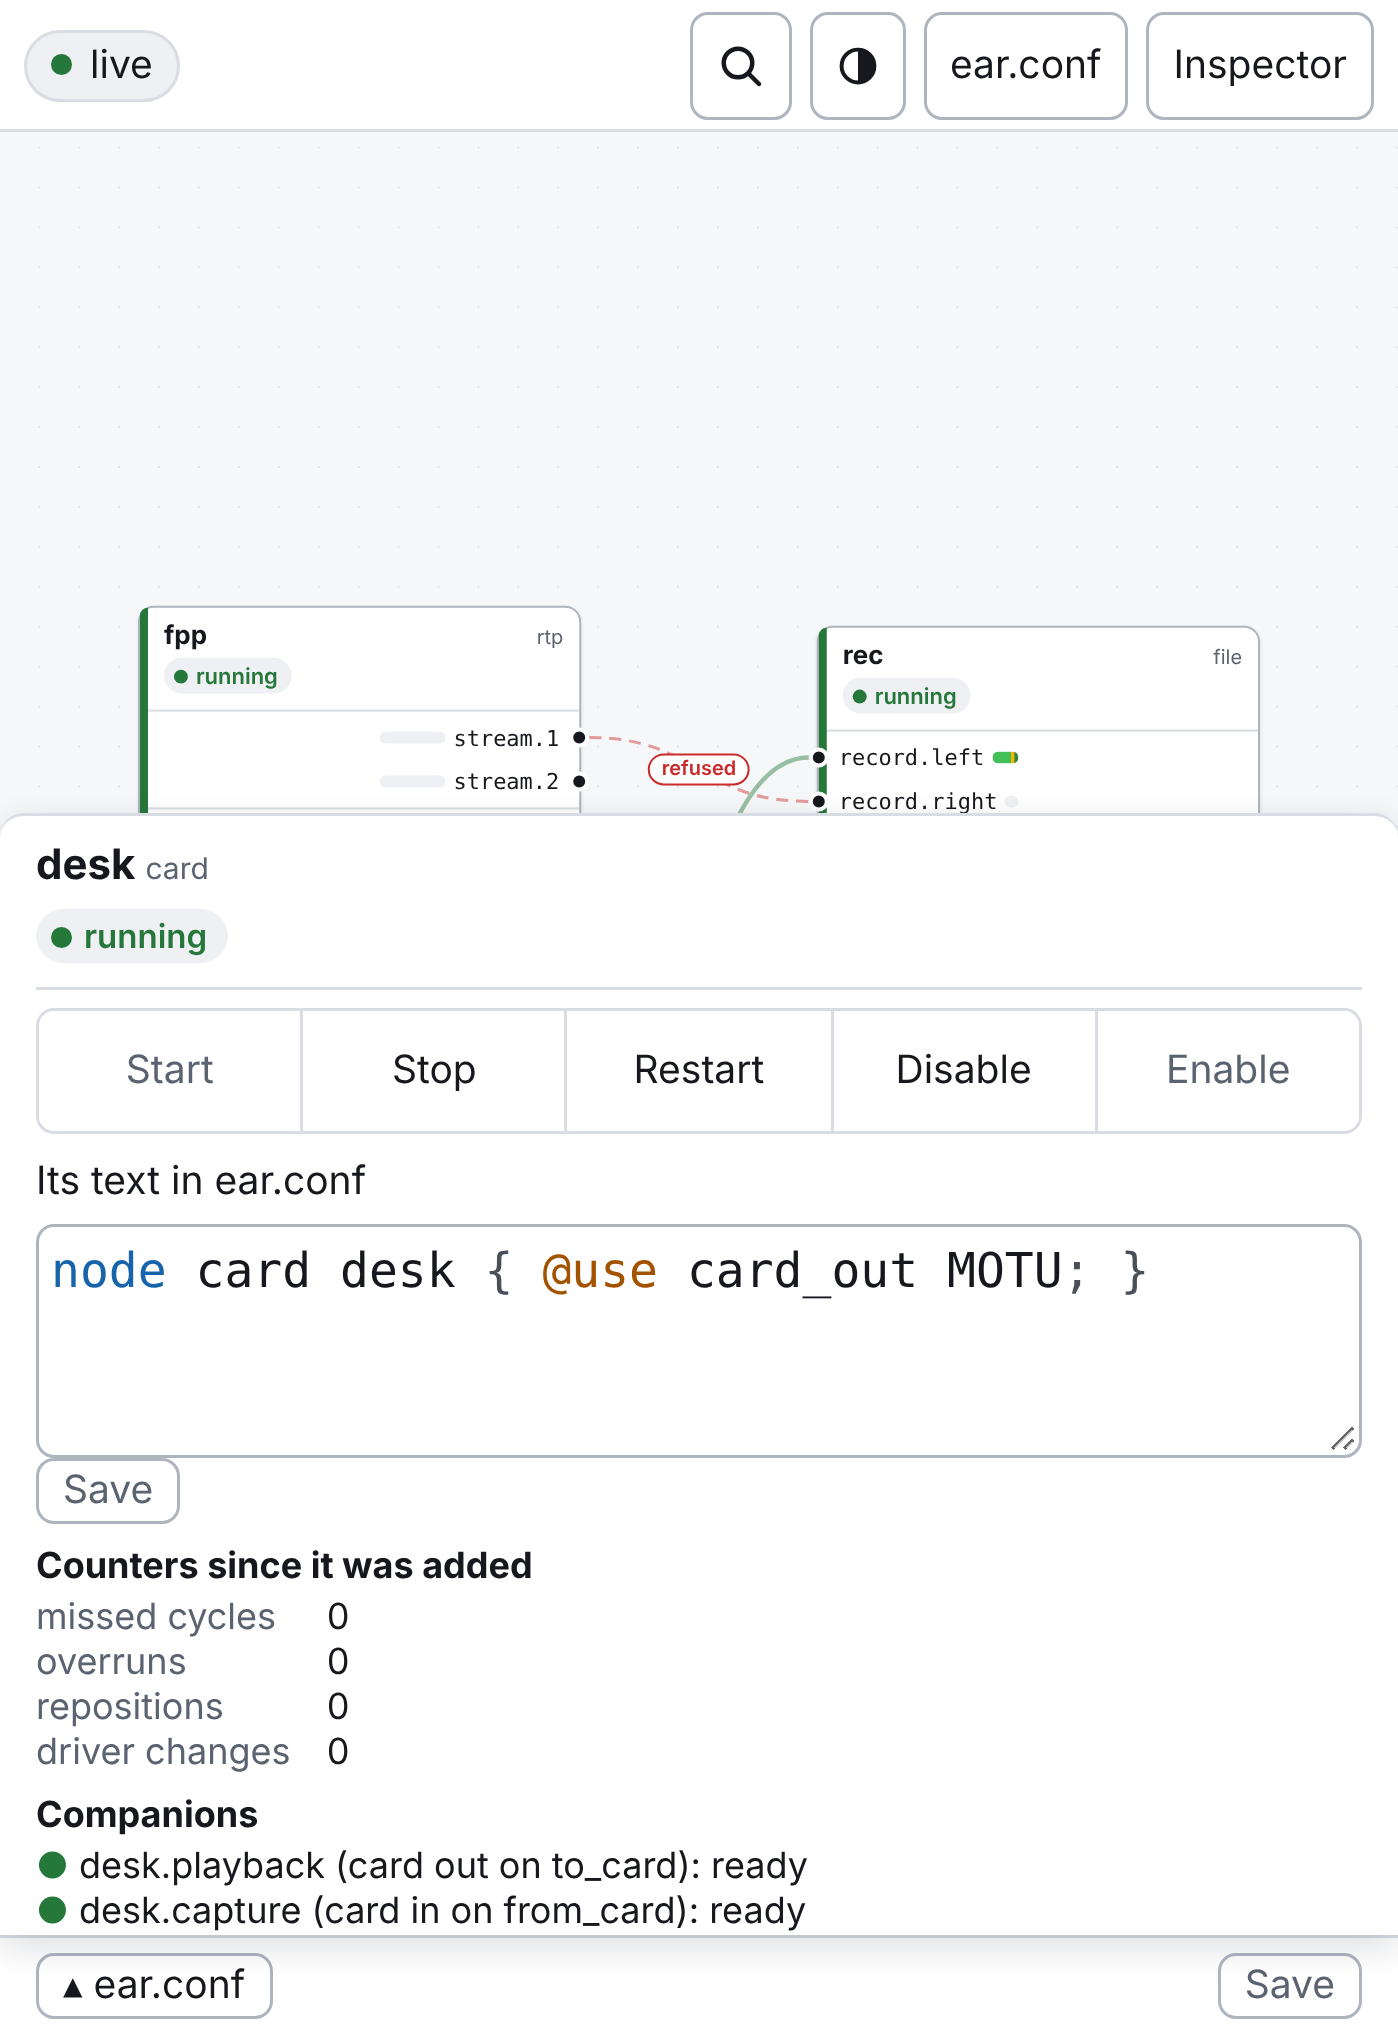 live
ear.conf
Inspector
fpp
rtp
running
stream.1
stream.2
refused
rec
file
running
record.left
record.right
desk card
running
Start
Stop
Restart
Disable
Enable
Its text in ear.conf
node card desk { @use card_out MOTU; }
Save
Counters since it was added
missed cycles 0
overruns 0
repositions 0
driver changes 0
Companions
desk.playback (card out on to_card): ready
desk.capture (card in on from_card): ready
▲ ear.conf
Save